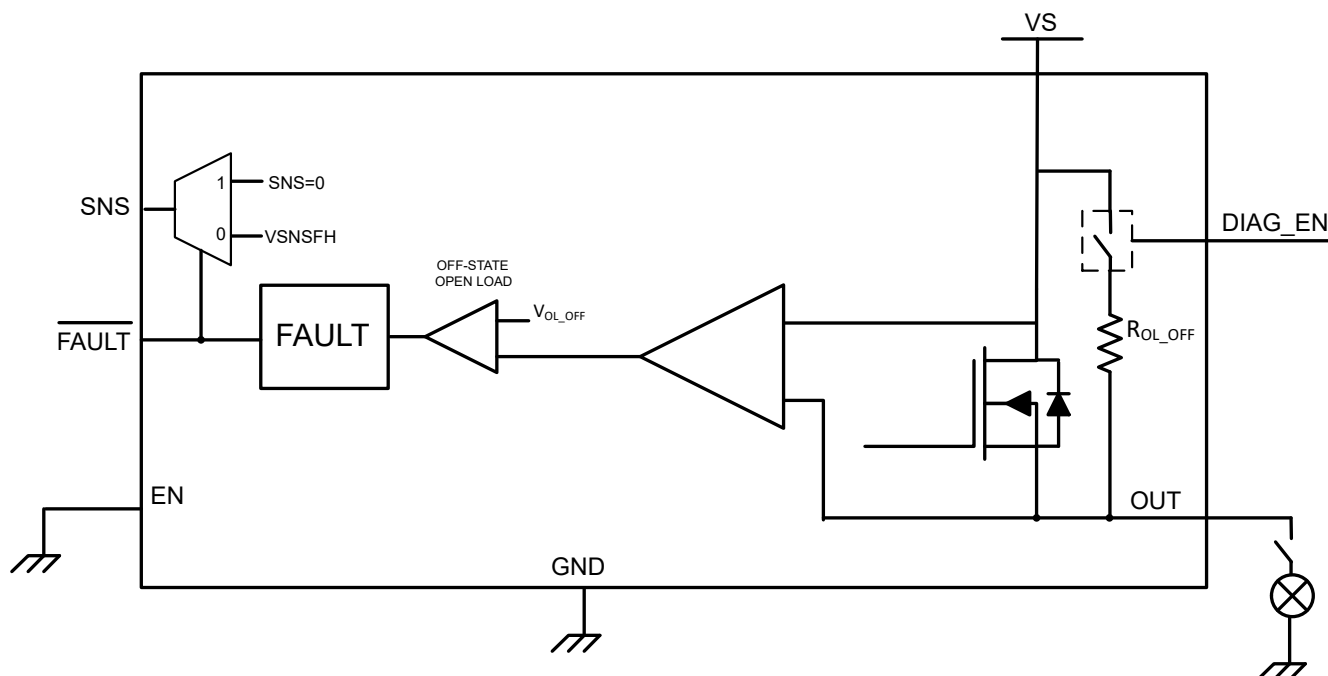 VS
1
SNS=0
SNS
0
VSNSFH
DIAG_EN
OFF-STATE
OPEN LOAD
VOL_OFF
FAULT
FAULT
ROL_OFF
EN
OUT
GND